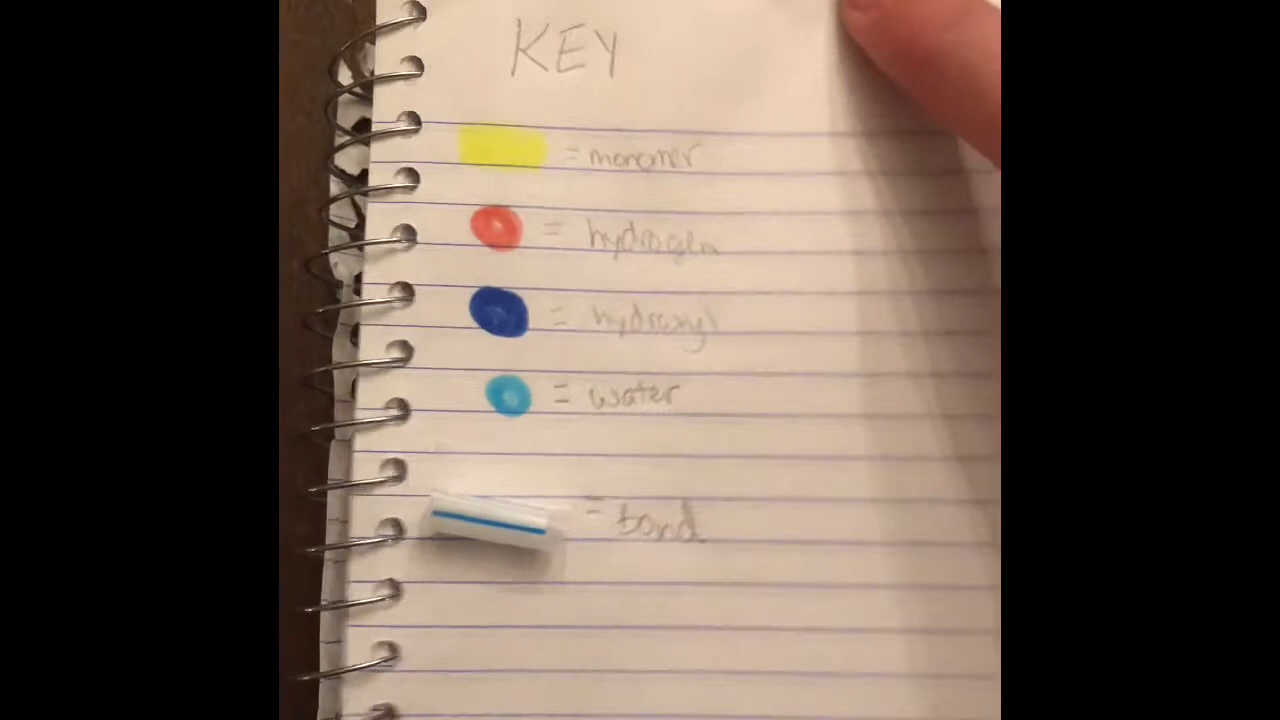 KEY
= monomer
= hydrogen
= hydroxyl
= water
= bond